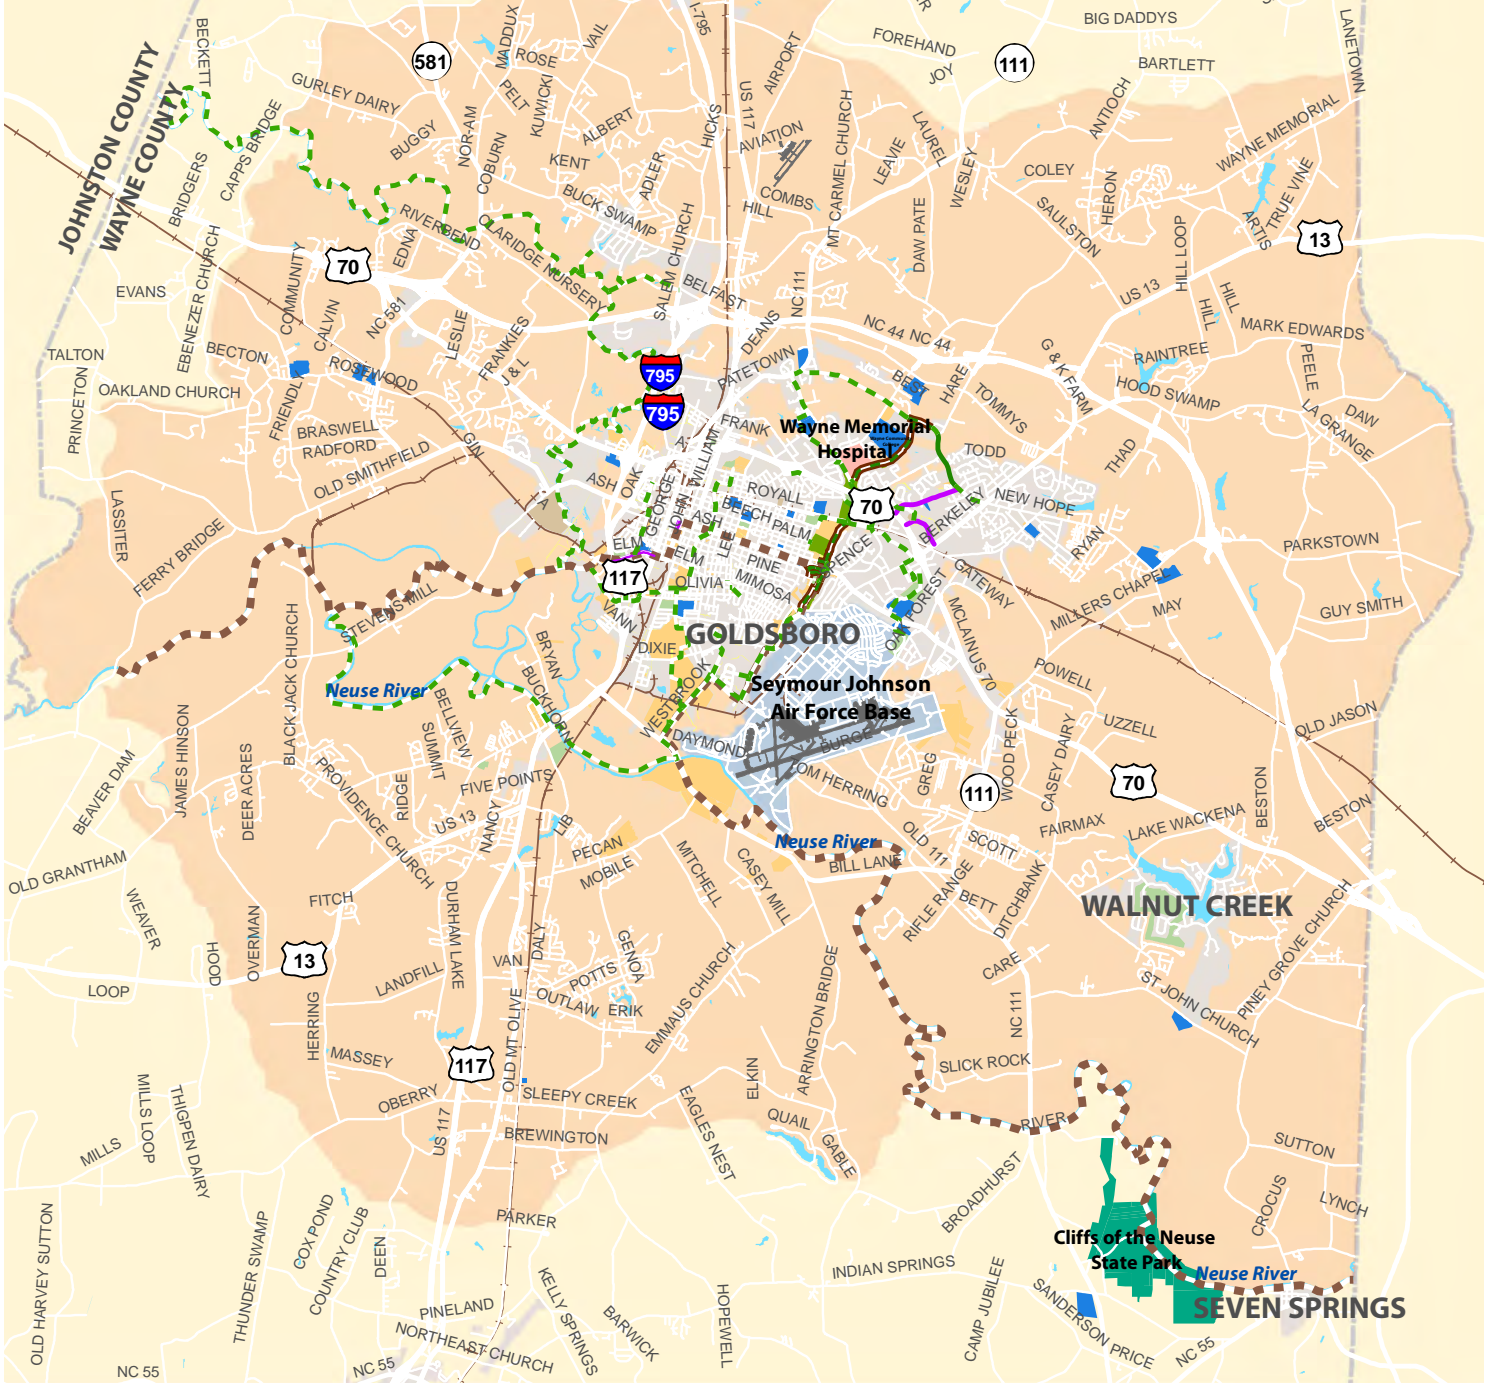 BECKETT
581
MADDUX
ROSE
VAIL
I-795
AIRPORT
FOREHAND
JOY
BIG DADDYS
111
BARTLETT
LANETOWN
JOHNSTON COUNTY
WAYNE COUNTY
GURLEY DAIRY
BUGGY
NOR-AM
PELT
KUWICKI
ALBERT
COBURN
KENT
ADLER
HICKS
US 117
AVIATION
MT CARMEL CHURCH
LEAVIE
LAUREL
WESLEY
ANTIOCH
COLEY
HERON
WAYNE MEMORIAL
TRUE VINE
ARTIS
13
BRIDGERS
CAPPS BRIDGE
RIVERBEND
EDNA
CLARIDGE NURSERY
BUCK SWAMP
SALEM CHURCH
COMBS
HILL
DAW PATE
SAULSTON
HILL LOOP
70
EVANS
EBENEZER CHURCH
COMMUNITY
CALVIN
NC 581
LESLIE
FRANKIES
J & L
BELFAST
DEANS
NC 111
NC 44
NC 44
US 13
HILL
HILL
MARK EDWARDS
TALTON
PRINCETON
OAKLAND CHURCH
BECTON
ROSEWOOD
FRIENDLY
795
795
PATETOWN
BEST
HARE
TOMMYS
G & K FARM
RAINTREE
HOOD SWAMP
PEELE
LA GRANGE
DAW
BRASWELL
RADFORD
OLD SMITHFIELD
GIN
FRANK
Wayne Memorial
Hospital
TODD
THAD
LASSITER
FERRY BRIDGE
A
ASH
OAK
GEORGE
JOHN
WILLIAM
A
ROYALL
BEECH
PALM
ASH
LEE
70
BERKELEY
NEW HOPE
RYAN
PARKSTOWN
ELM
ELM
117
PINE
OLIVIA
MIMOSA
SPENCE
GATEWAY
MILLERS CHAPEL
MAY
GUY SMITH
STEVENS MILL
VANN
DIXIE
GOLDSBORO
OAK FOREST
MCLAINUS 70
BLACK JACK CHURCH
Neuse River
BRYAN
BUCKHORN
WESTBROOK
Seymour Johnson
Air Force Base
POWELL
UZZELL
OLD JASON
BEAVER DAM
JAMES HINSON
DEER ACRES
BELLVIEW
SUMMIT
RIDGE
PROVIDENCE CHURCH
FIVE POINTS
DAYMOND
BURGE
TOM HERRING
GREG
111
WOOD PECK
CASEY DAIRY
70
BESTON
BESTON
US 13
NANCY
LIB
PECAN
MOBILE
MITCHELL
CASEY MILL
Neuse River
BILL LANE
OLD 111
SCOTT
FAIRMAX
LAKE WACKENA
OLD GRANTHAM
WEAVER
FITCH
DURHAM LAKE
RIFLE RANGE
BETT
DITCHBANK
WALNUT CREEK
PINEY GROVE CHURCH
HOOD
OVERMAN
13
LOOP
LANDFILL
VAN
DALY
POTTS
GENOA
OUTLAW
ERIK
EMMAUS CHURCH
ARRINGTON BRIDGE
CARE
NC 111
ST JOHN CHURCH
HERRING
MASSEY
117
OLD MT OLIVE
OBERRY
SLEEPY CREEK
ELKIN
SLICK ROCK
MILLS LOOP
THIGPEN DAIRY
MILLS
US 117
BREWINGTON
EAGLES NEST
QUAIL
GABLE
RIVER
SUTTON
BROADHURST
LYNCH
CROCUS
OLD HARVEY SUTTON
THUNDER SWAMP
COX POND
COUNTRY CLUB
DEEN
PARKER
Cliffs of the Neuse
State Park
Neuse River
INDIAN SPRINGS
CAMP JUBILEE
SANDERSON
PRICE
SEVEN SPRINGS
PINELAND
NORTHEAST CHURCH
KELLY SPRINGS
BARWICK
HOPEWELL
NC 55
NC 55
NC 55